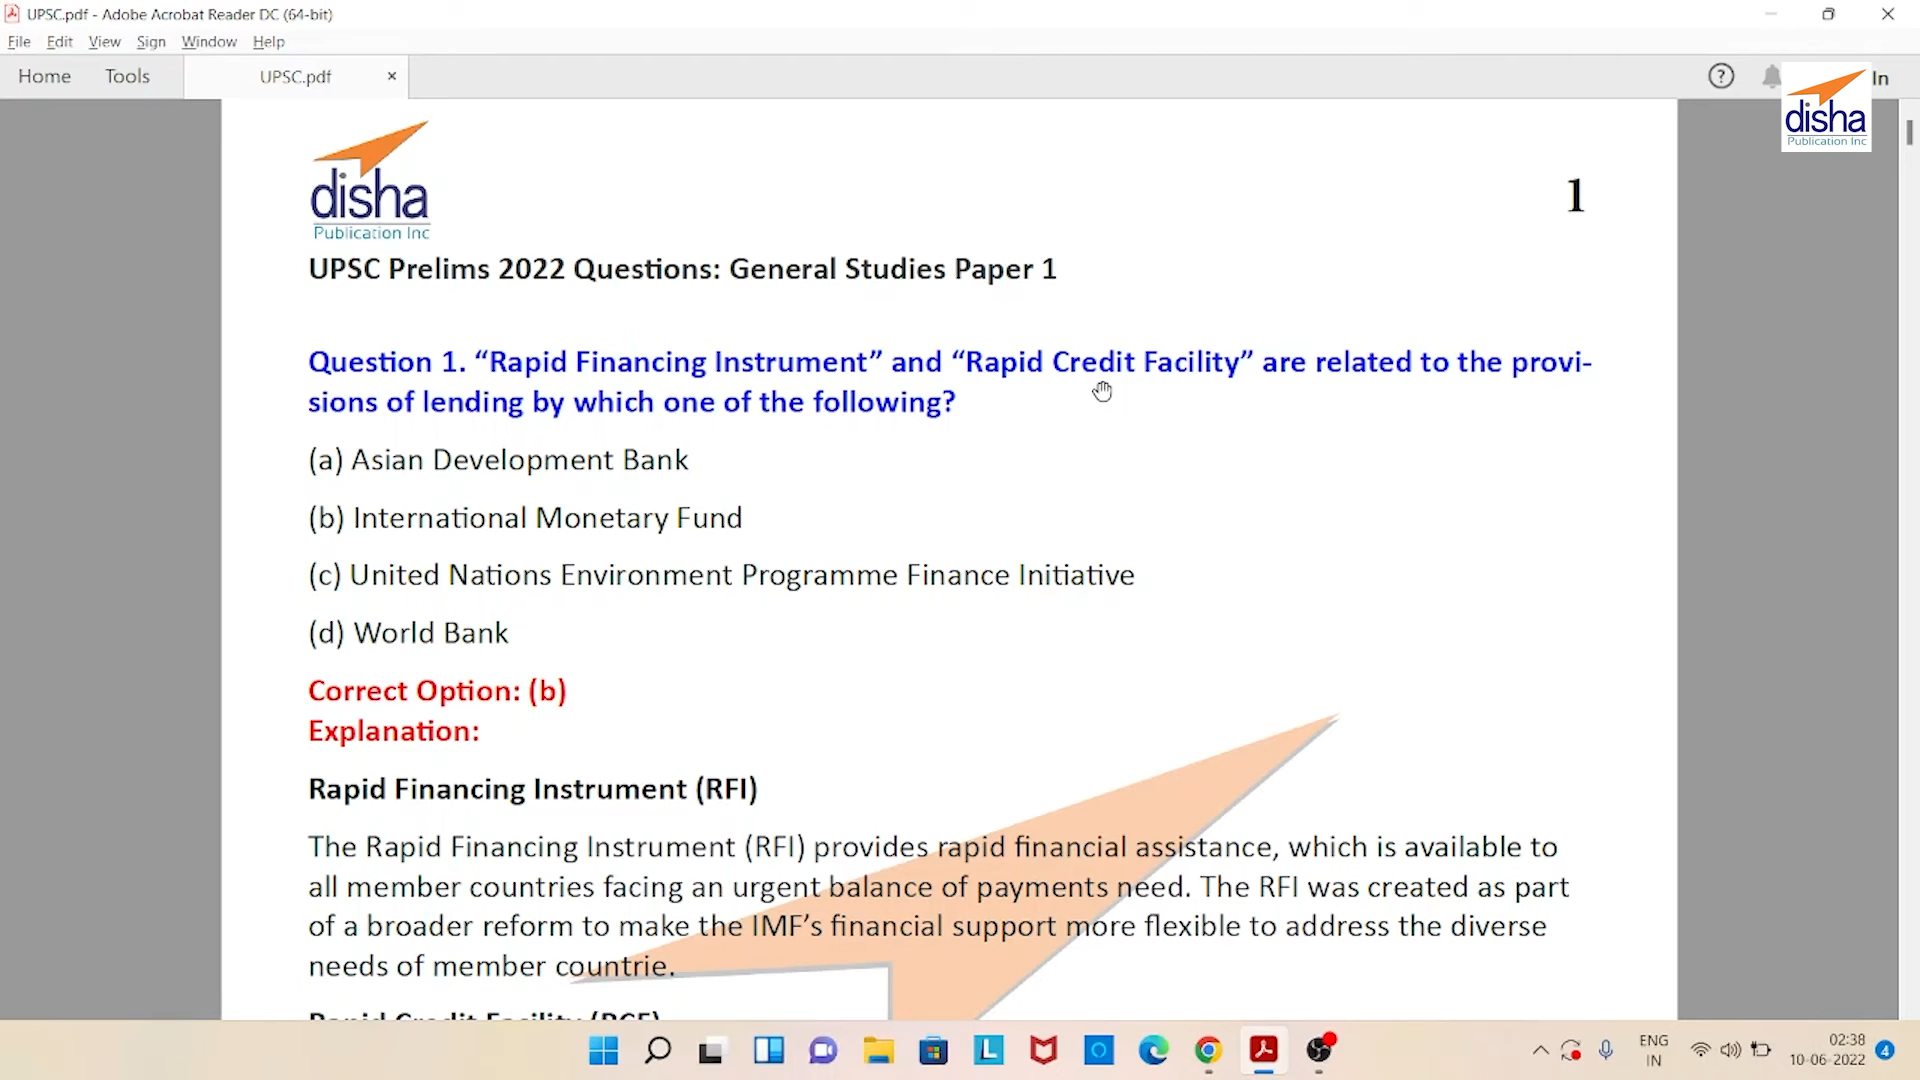 UPSC.pdf - Adobe Acrobat Reader DC (64-bit)
File Edit View Sign Window Help
Home Tools UPSC.pdf × ? In
disha
Publication Inc
disha
Publication Inc
1
UPSC Prelims 2022 Questions: General Studies Paper 1
Question 1. “Rapid Financing Instrument” and “Rapid Credit Facility” are related to the provi-
sions of lending by which one of the following?
(a) Asian Development Bank
(b) International Monetary Fund
(c) United Nations Environment Programme Finance Initiative
(d) World Bank
Correct Option: (b)
Explanation:
Rapid Financing Instrument (RFI)
The Rapid Financing Instrument (RFI) provides rapid financial assistance, which is available to
all member countries facing an urgent balance of payments need. The RFI was created as part
of a broader reform to make the IMF’s financial support more flexible to address the diverse
needs of member countrie.
Rapid Credit Facility (RCF)
L
ENG
IN
02:38
10-06-2022
4